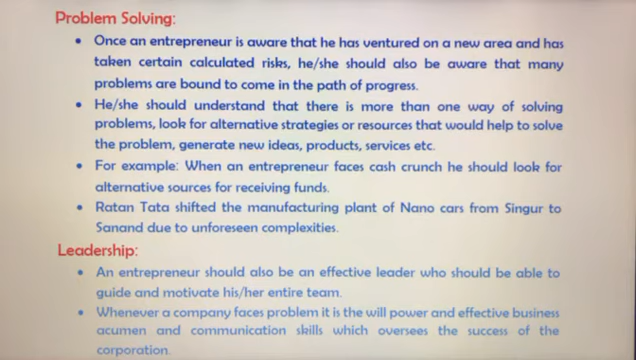 Problem Solving:
• Once an entrepreneur is aware that he has ventured on a new area and has
taken certain calculated risks, he/she should also be aware that many
problems are bound to come in the path of progress.
• He/she should understand that there is more than one way of solving
problems, look for alternative strategies or resources that would help to solve
the problem, generate new ideas, products, services etc.
• For example: When an entrepreneur faces cash crunch he should look for
alternative sources for receiving funds.
• Ratan Tata shifted the manufacturing plant of Nano cars from Singur to
Sanand due to unforeseen complexities.
Leadership:
• An entrepreneur should also be an effective leader who should be able to
guide and motivate his/her entire team.
• Whenever a company faces problem it is the will power and effective business
acumen and communication skills which oversees the success of the
corporation.